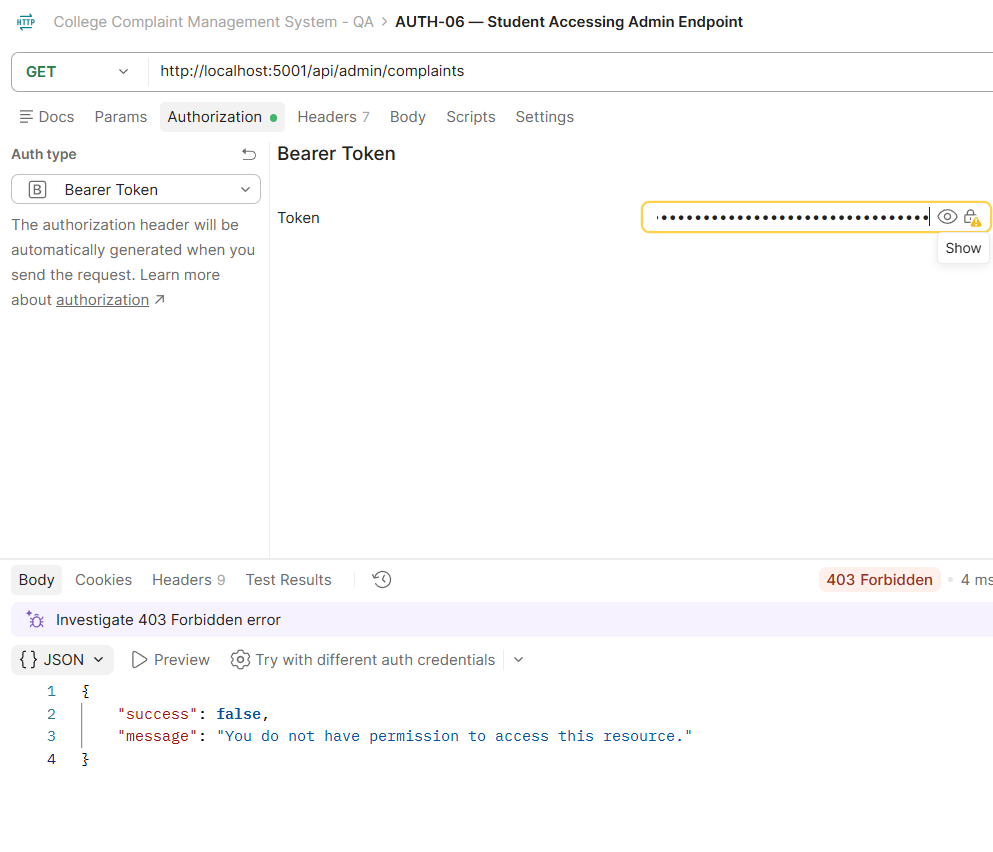 HTTP College Complaint Management System - QA > AUTH-06 — Student Accessing Admin Endpoint
GET http://localhost:5001/api/admin/complaints
Docs Params Authorization Headers 7 Body Scripts Settings
Auth type
Bearer Token
B Bearer Token
Token ••••••••••••••••••••••••••••••••
Show
The authorization header will be
automatically generated when you
send the request. Learn more
about authorization ↗
Body Cookies Headers 9 Test Results 403 Forbidden • 4 ms
Investigate 403 Forbidden error
{} JSON Preview Try with different auth credentials
1 {
2 "success": false,
3 "message": "You do not have permission to access this resource."
4 }